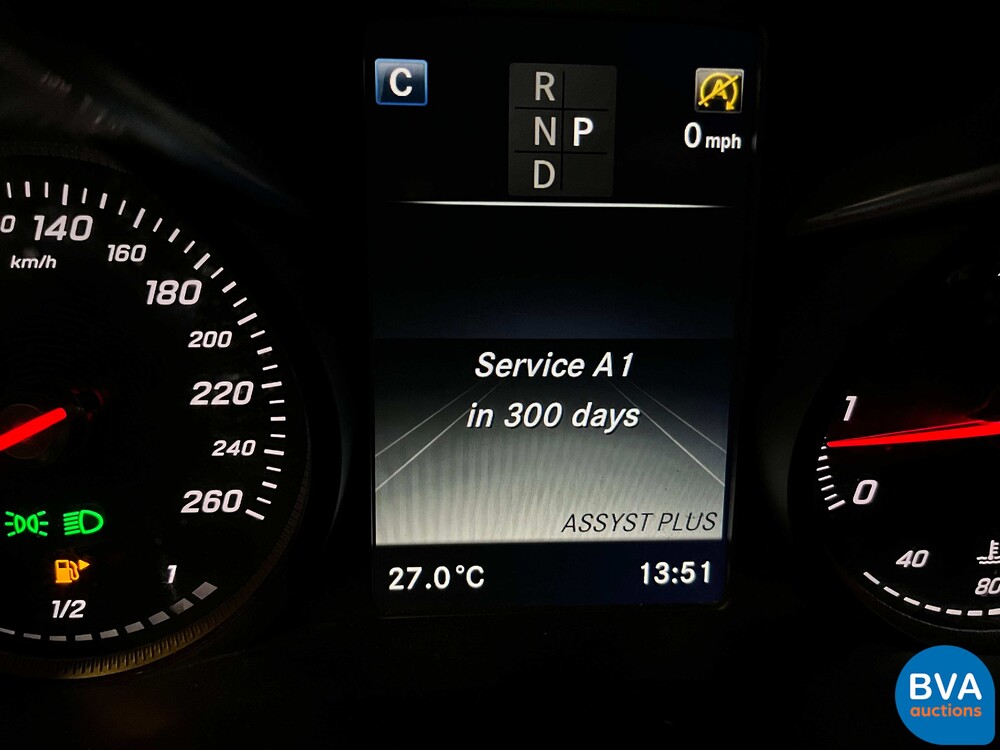 C
R
N P
D
A
0 mph
0 140
km/h 160
180
200
220
240
260
1/2 1
Service A1
in 300 days
ASSYST PLUS
27.0°C 13:51
1
0
40
80
BVA
auctions